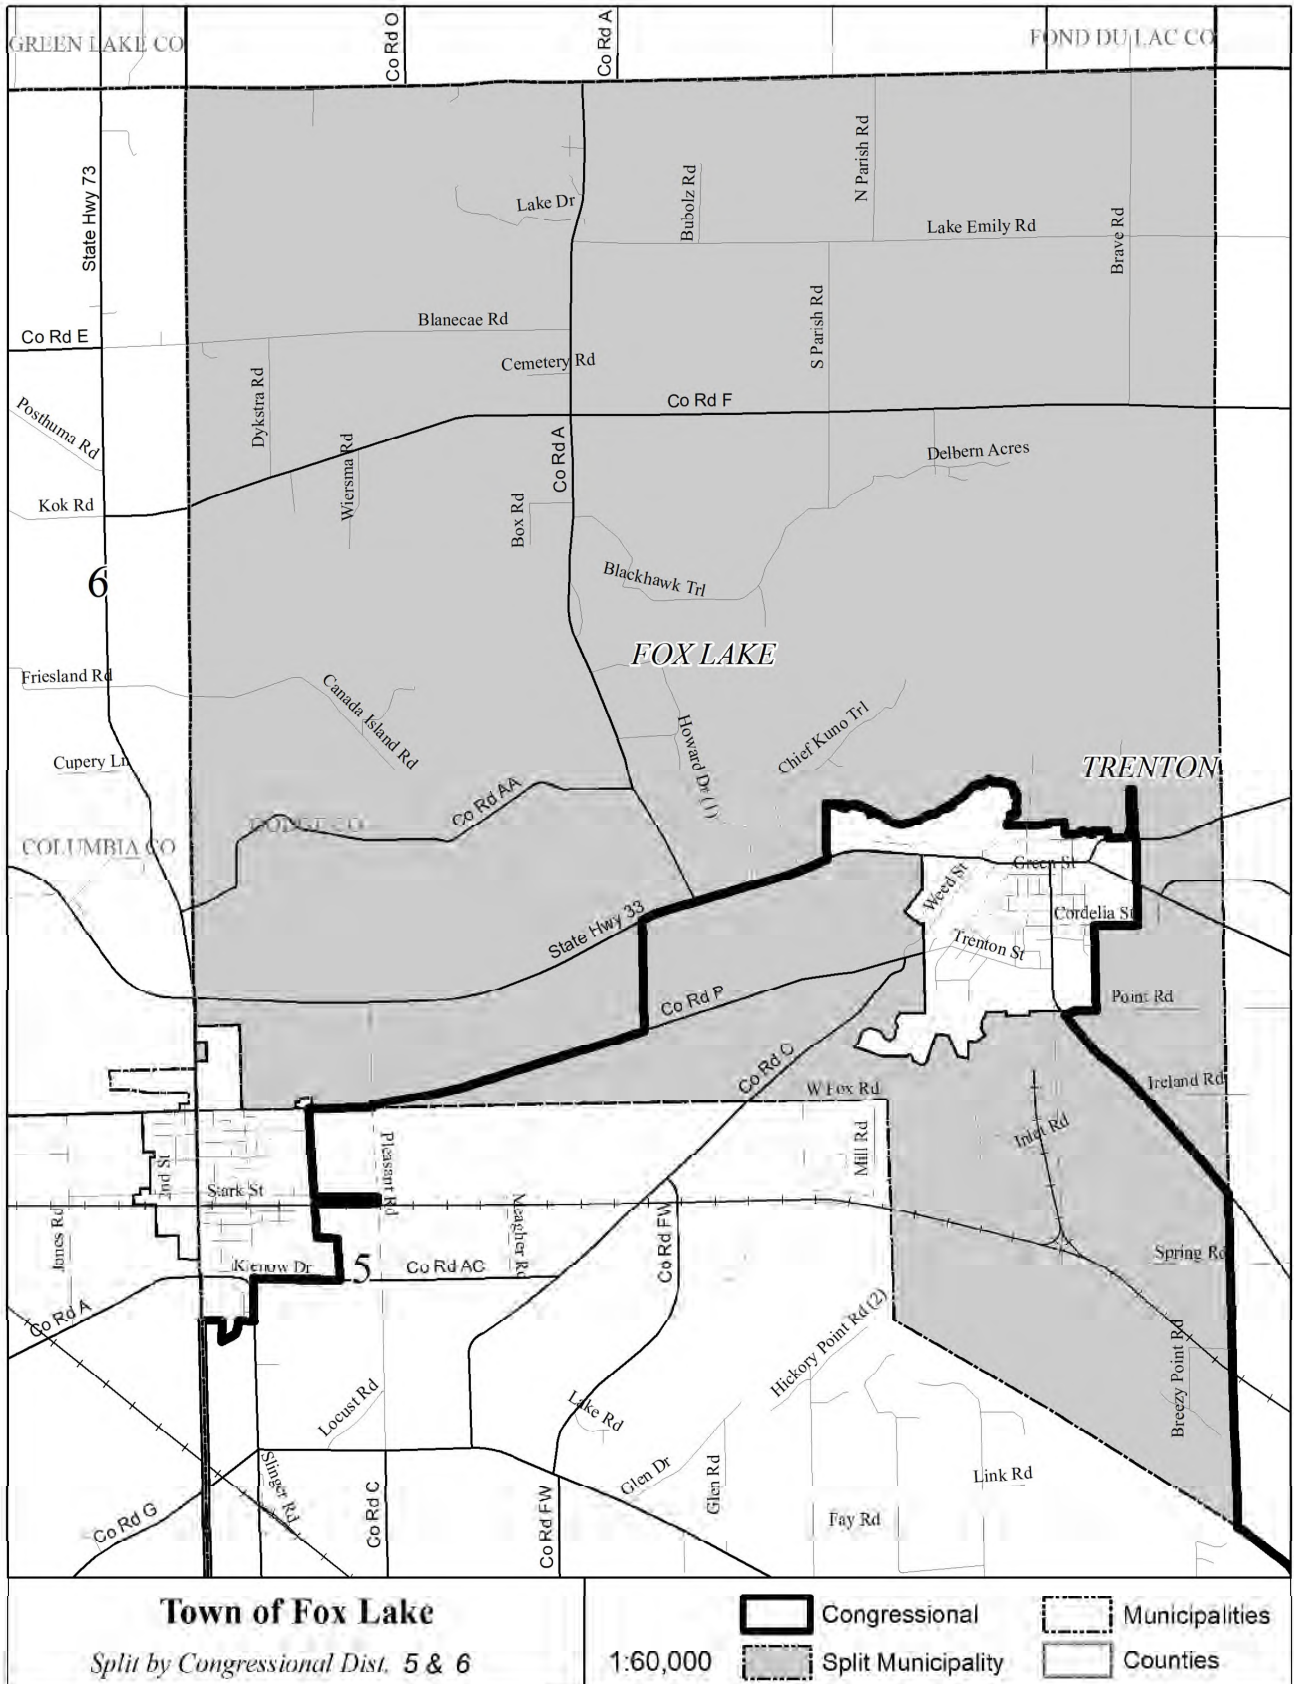 GREEN LAKE CO
Co Rd O
Co Rd A
FOND DU LAC CO
State Hwy 73
Lake Dr
Bubolz Rd
N Parish Rd
Lake Emily Rd
Brave Rd
Co Rd E
Blanecae Rd
S Parish Rd
Cemetery Rd
Dykstra Rd
Co Rd F
Posthuma Rd
Wiersma Rd
Co Rd A
Delbern Acres
Kok Rd
Box Rd
6
Blackhawk Trl
FOX LAKE
Friesland Rd
Canada Island Rd
Howard Dr (1)
Chief Kuno Trl
Cupery Ln
TRENTON
Co Rd AA
DODGE CO
COLUMBIA CO
Green St
Weed St
State Hwy 33
Cordelia St
Trenton St
Co Rd P
Point Rd
Co Rd C
W Fox Rd
Ireland Rd
Inlet Rd
Mill Rd
Pleasant Rd
2nd St
Stark St
Meagher Rd
Jones Rd
Co Rd FW
Spring Rd
Kienow Dr
5
Co Rd AC
Co Rd A
Hickory Point Rd (2)
Breezy Point Rd
Locust Rd
Lake Rd
Slinger Rd
Glen Dr
Glen Rd
Link Rd
Co Rd G
Co Rd C
Co Rd FW
Fay Rd
Town of Fox Lake
Split by Congressional Dist. 5 & 6
1:60,000
Congressional
Municipalities
Split Municipality
Counties